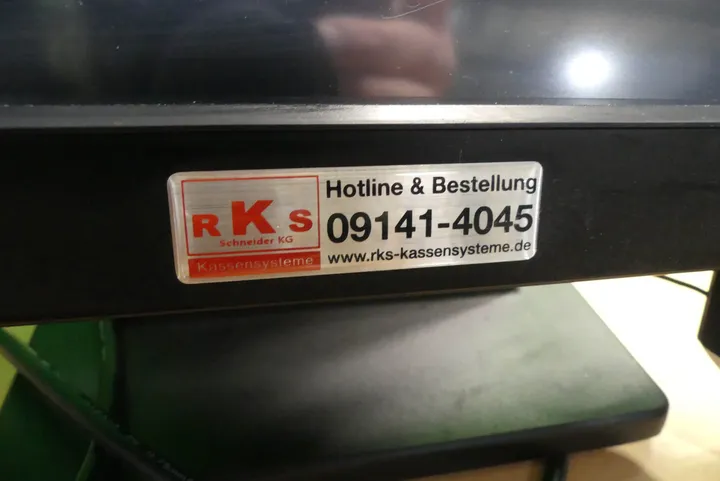 RKS
Schneider KG
Kassensysteme
Hotline & Bestellung
09141-4045
www.rks-kassensysteme.de